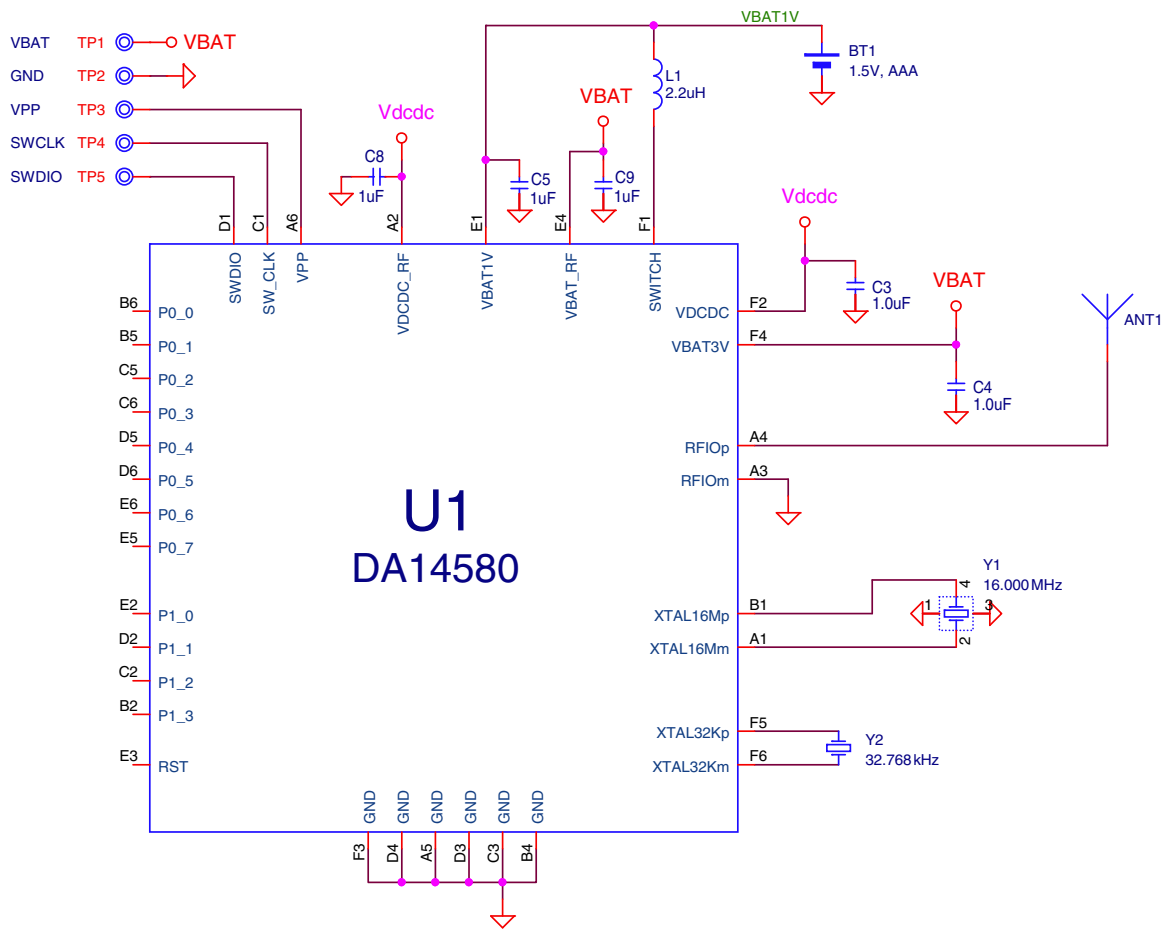 VBAT TP1 VBAT
GND TP2
VPP TP3
SWCLK TP4
SWDIO TP5
VBAT1V
BT1
1.5V, AAA
L1
2.2uH
VBAT
Vdcdc
C8
1uF
C5
1uF
C9
1uF
D1 C1 A6 A2 E1 E4 F1
SWDIO SW_CLK VPP VDCDC_RF VBAT1V VBAT_RF SWITCH
Vdcdc
C3
1.0uF
VBAT
C4
1.0uF
ANT1
B6 P0_0
B5 P0_1
C5 P0_2
C6 P0_3
D5 P0_4
D6 P0_5
E6 P0_6
E5 P0_7
E2 P1_0
D2 P1_1
C2 P1_2
B2 P1_3
E3 RST
U1
DA14580
VDCDC F2
VBAT3V F4
RFIOp A4
RFIOm A3
XTAL16Mp B1
XTAL16Mm A1
XTAL32Kp F5
XTAL32Km F6
Y1
16.000MHz
4
1
3
2
Y2
32.768kHz
GND GND GND GND GND GND
F3 D4 A5 D3 C3 B4